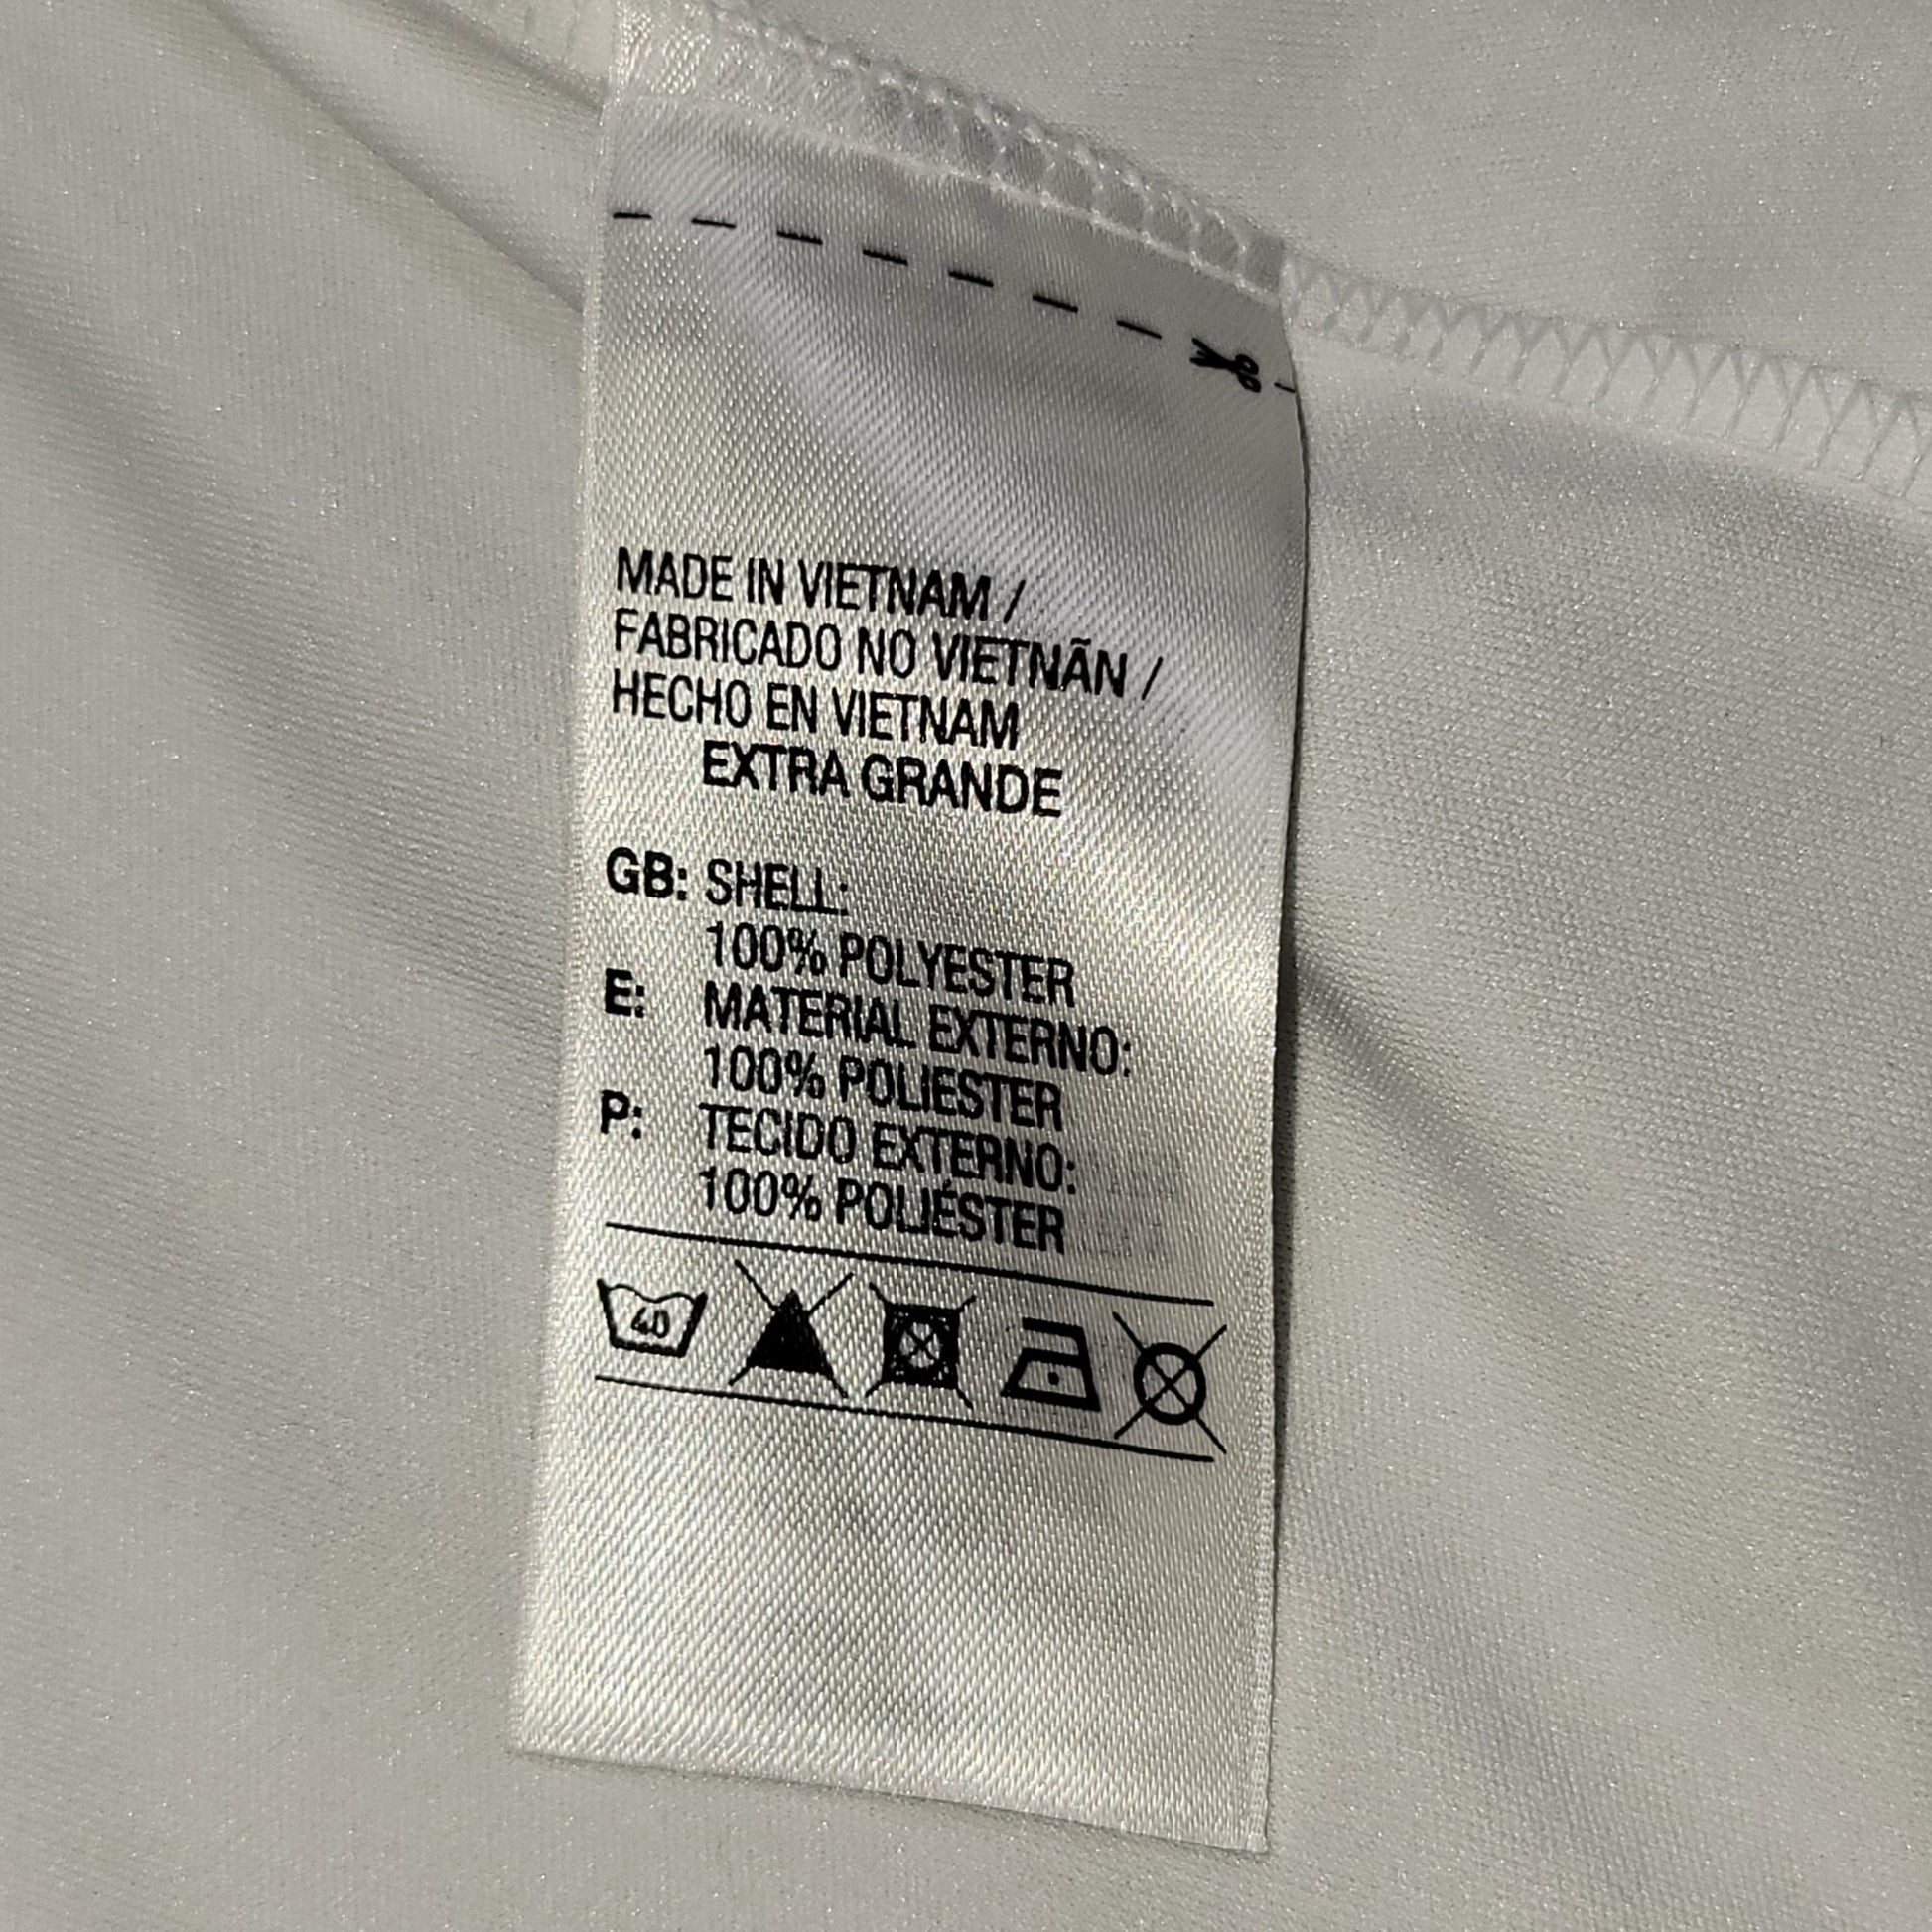 MADE IN VIETNAM /
FABRICADO NO VIETNÃN /
HECHO EN VIETNAM
EXTRA GRANDE
GB: SHELL:
100% POLYESTER
E: MATERIAL EXTERNO:
100% POLIESTER
P: TECIDO EXTERNO:
100% POLIÉSTER
40